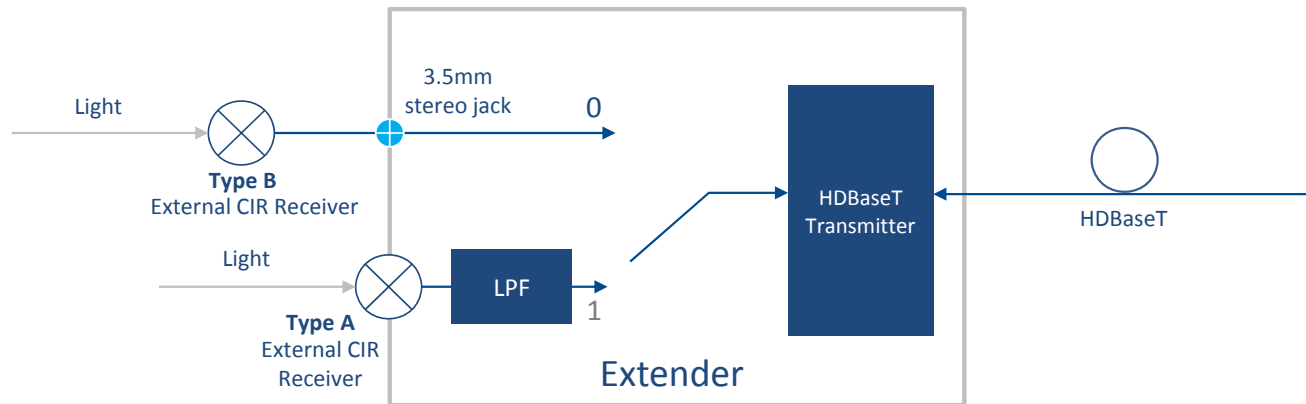 3.5mm
stereo jack
0
Light
Type B
External CIR Receiver
HDBaseT
Transmitter
HDBaseT
Light
LPF
1
Type A
External CIR
Receiver
Extender